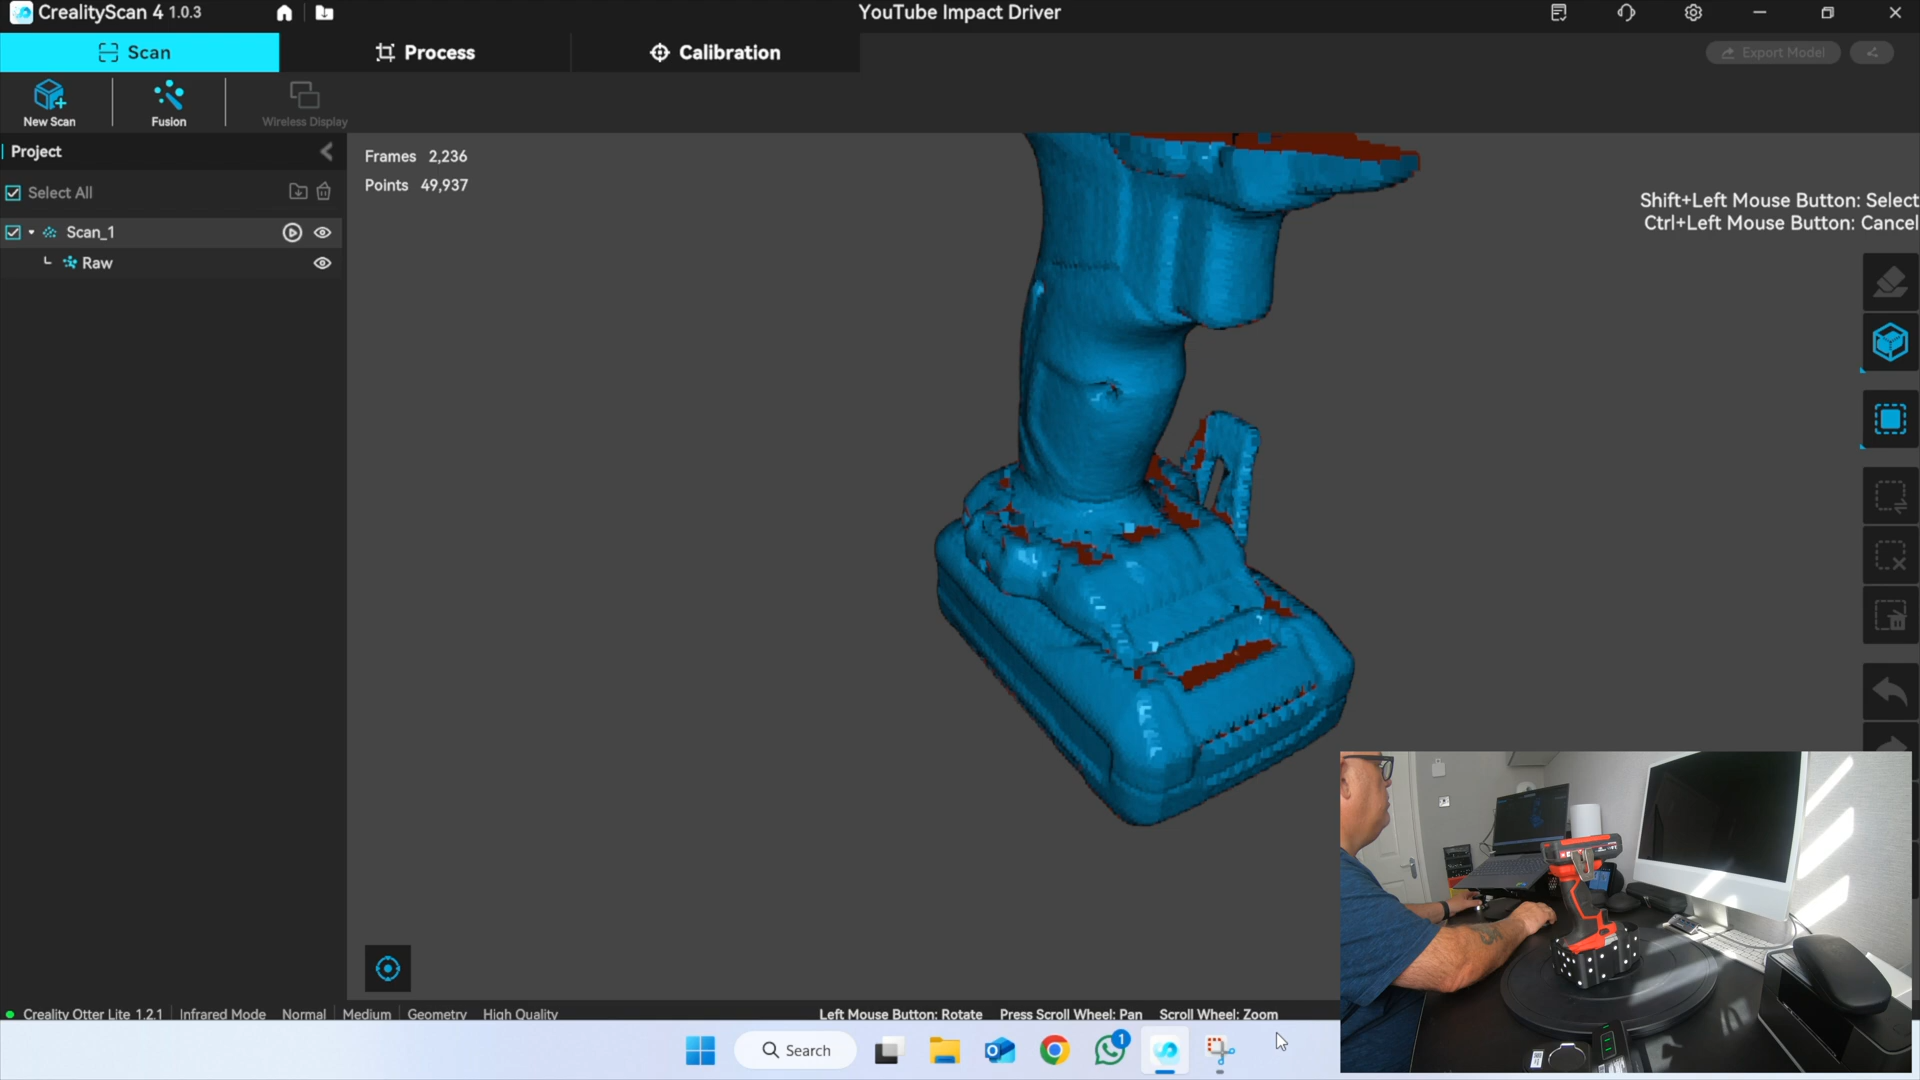 CrealityScan 4 1.0.3
YouTube Impact Driver
Scan
Process
Calibration
Export Model
New Scan
Fusion
Wireless Display
Project
Select All
Scan_1
Raw
Frames 2,236
Points 49,937
Shift+Left Mouse Button: Select
Ctrl+Left Mouse Button: Cancel
Creality Otter Lite 1.2.1
Infrared Mode
Normal
Medium
Geometry
High Quality
Left Mouse Button: Rotate
Press Scroll Wheel: Pan
Scroll Wheel: Zoom
Search
1